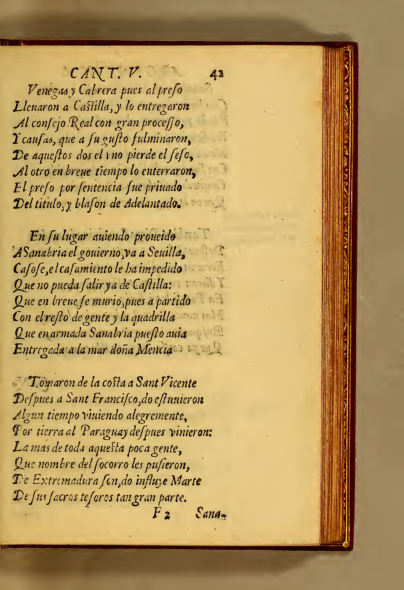 CANT. V. 42
Venegas y Cabrera pues al preso
Lleuaron a Castilla, y lo entregaron
Al consejo Real con gran processo,
Y causas, que a su gusto fulminaron,
De aquestos dos el vno pierde el seso,
Al otro en breue tiempo lo enterraron,
El preso por sentencia fue priuado
Del titulo, y blason de Adelantado.
En su lugar auiendo proueido
A Sanabria el gouierno, va a Seuilla,
Casose, el casamiento le ha impedido
Que no pueda salir ya de Castilla:
Que en breue se murio, pues a partido
Con el resto de gente y la quadrilla
Que en armada Sanabria puesto auia
Entregada a la mar doña Mencia
Tomaron de la costa a Sant Vicente
Despues a Sant Francisco, do estuuieron
Algun tiempo viuiendo alegremente,
Por tierra al Paraguay despues vinieron:
La mas de toda aquesta poca gente,
Que nombre del socorro les pusieron,
De Extremadura son, do influye Marte
De sus sacros tesoros tan gran parte.
F 2 Sana-